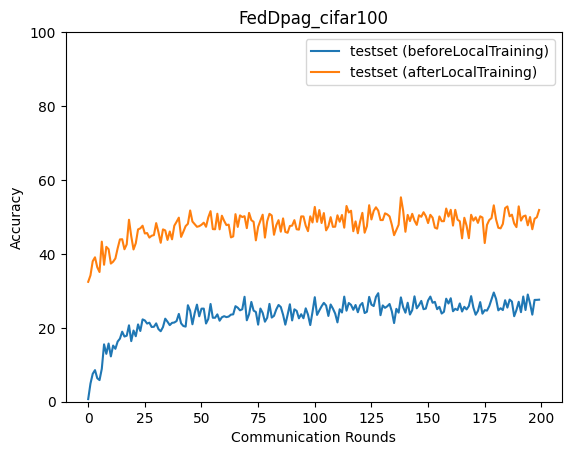 FedDpag_cifar100
testset (beforeLocalTraining)
testset (afterLocalTraining)
Accuracy
100
80
60
40
20
0
0 25 50 75 100 125 150 175 200
Communication Rounds